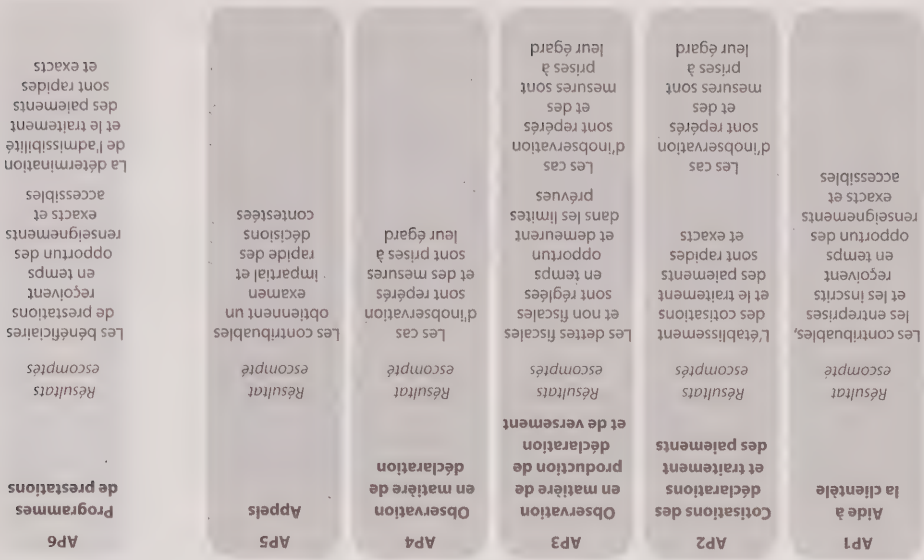 AP1
Aide à
la clientèle
Résultat
escompté
Les contribuables,
les entreprises
et les inscrits
reçoivent
en temps
opportun des
renseignements
exacts et
accessibles
AP2
Cotisations des
déclarations
et traitement
des paiements
Résultats
escomptés
L'établissement
des cotisations
et le traitement
des paiements
sont rapides
et exacts
Les cas
d'inobservation
sont repérés
et des
mesures sont
prises à
leur égard
AP3
Observation
en matière de
production de
déclaration
et de versement
Résultats
escomptés
Les dettes fiscales
et non fiscales
sont réglées
en temps
opportun
et demeurent
dans les limites
prévues
Les cas
d'inobservation
sont repérés
et des
mesures sont
prises à
leur égard
AP4
Observation
en matière de
déclaration
Résultat
escompté
Les cas
d'inobservation
sont repérés
et des mesures
sont prises à
leur égard
AP5
Appels
Résultat
escompté
Les contribuables
obtiennent un
examen
impartial et
rapide des
décisions
contestées
AP6
Programmes
de prestations
Résultats
escomptés
Les bénéficiaires
de prestations
reçoivent
en temps
opportun des
renseignements
exacts et
accessibles
La détermination
de l'admissibilité
et le traitement
des paiements
sont rapides
et exacts